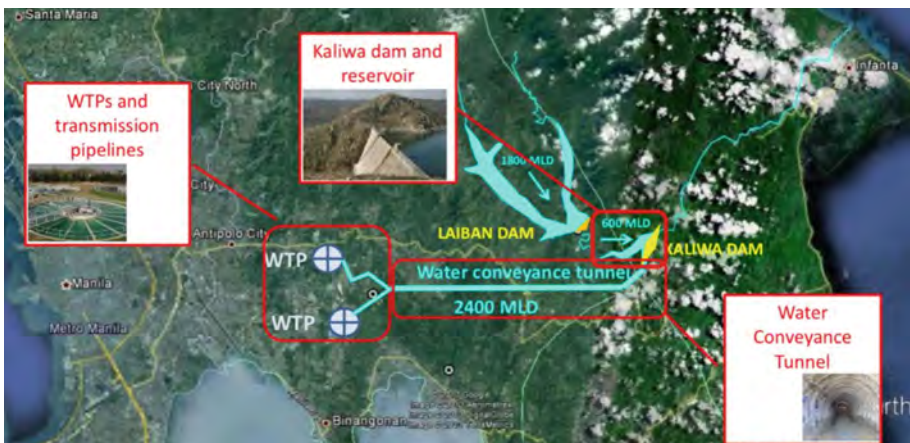 Santa Maria
City North
Kaliwa dam and
reservoir
Infanta
WTPs and
transmission
pipelines
1800 MLD
City
600 MLD
Antipolo City
LAIBAN DAM
KALIWA DAM
WTP
Water conveyance tunnel
Manila
2400 MLD
WTP
Metro Manila
Water
Conveyance
Tunnel
Binangonan